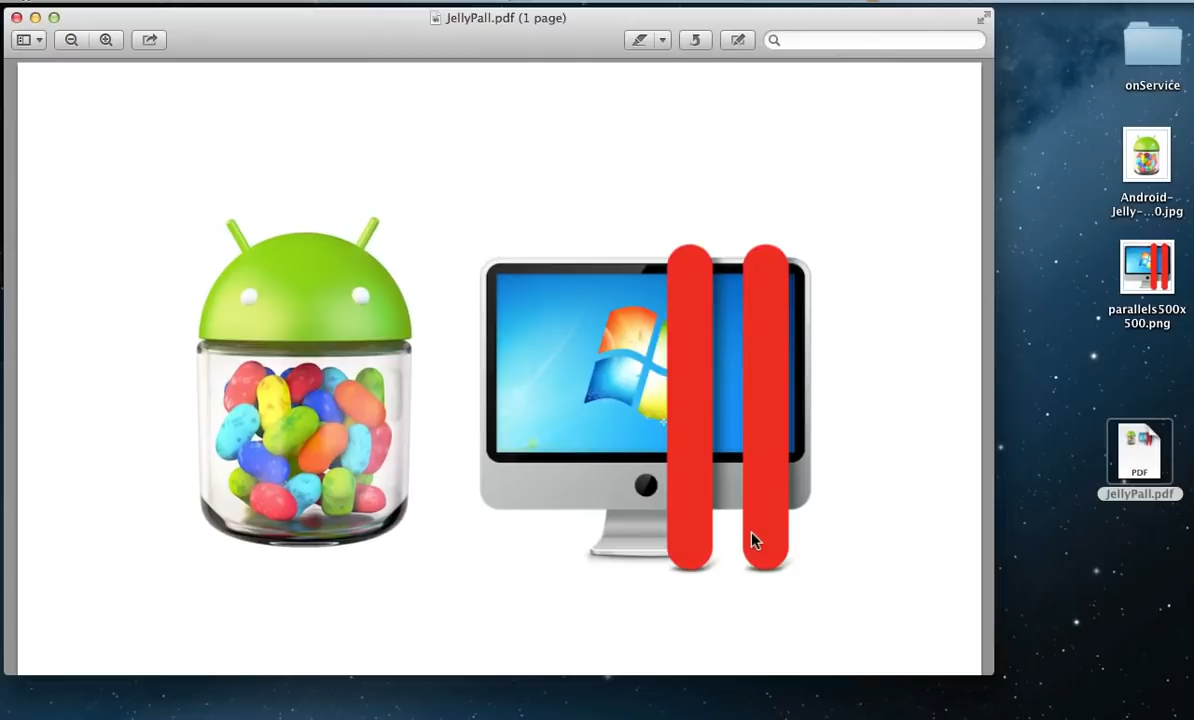 JellyPall.pdf (1 page)
onService
Android-
Jelly-...0.jpg
parallels500x
500.png
PDF
JellyPall.pdf